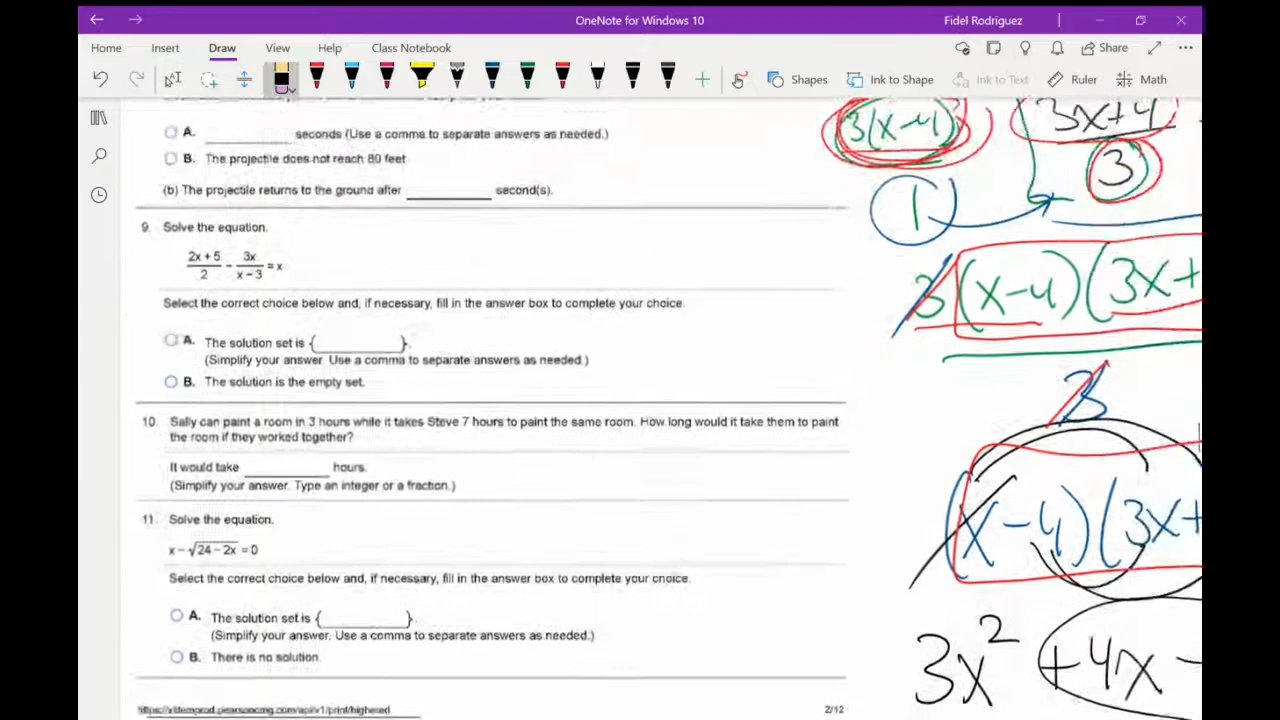 OneNote for Windows 10
Fidel Rodriguez
Home Insert Draw View Help Class Notebook
Share
Shapes Ink to Shape Ink to Text Ruler Math
A. ________ seconds (Use a comma to separate answers as needed.)
B. The projectile does not reach 80 feet
(b) The projectile returns to the ground after ________ second(s).
9. Solve the equation.
2x + 5 / 2 − 3x / x − 3 = x
Select the correct choice below and, if necessary, fill in the answer box to complete your choice.
A. The solution set is { }.
(Simplify your answer. Use a comma to separate answers as needed.)
B. The solution is the empty set.
10. Sally can paint a room in 3 hours while it takes Steve 7 hours to paint the same room. How long would it take them to paint
the room if they worked together?
It would take ________ hours.
(Simplify your answer. Type an integer or a fraction.)
11. Solve the equation.
x − √24 − 2x = 0
Select the correct choice below and, if necessary, fill in the answer box to complete your choice.
A. The solution set is { }.
(Simplify your answer. Use a comma to separate answers as needed.)
B. There is no solution.
2/12
3(x−4)
3x+4
3
1
3(x−4)(3x+
3
(x−4)(3x+
3x² +4x −